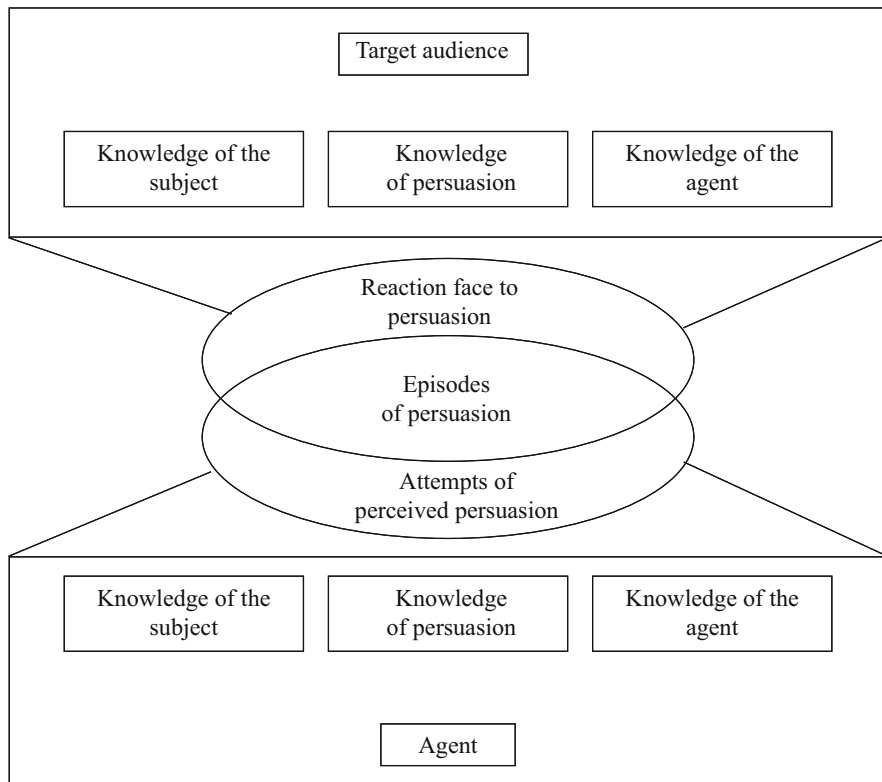 Target audience
Knowledge of the
subject
Knowledge
of persuasion
Knowledge of the
agent
Reaction face to
persuasion
Episodes
of persuasion
Attempts of
perceived persuasion
Knowledge of the
subject
Knowledge
of persuasion
Knowledge of the
agent
Agent